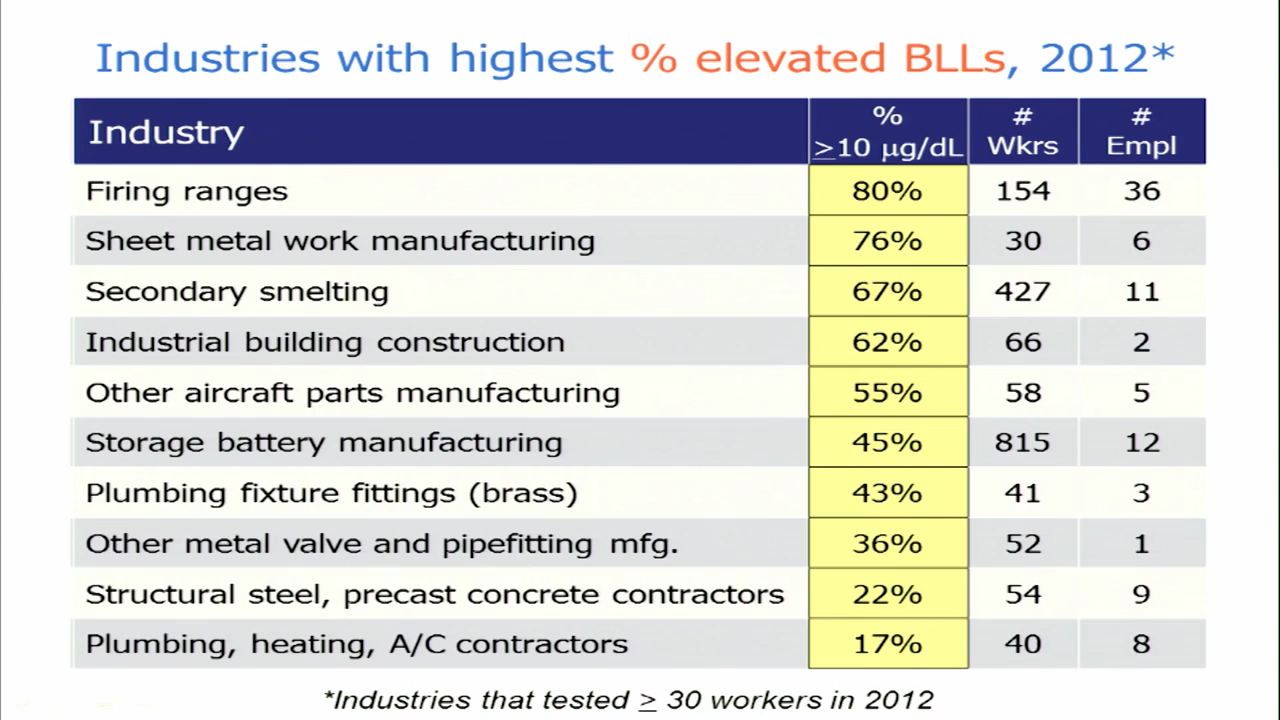 Industries with highest % elevated BLLs, 2012*
Industry % ≥10 µg/dL # Wkrs # Empl
Firing ranges 80% 154 36
Sheet metal work manufacturing 76% 30 6
Secondary smelting 67% 427 11
Industrial building construction 62% 66 2
Other aircraft parts manufacturing 55% 58 5
Storage battery manufacturing 45% 815 12
Plumbing fixture fittings (brass) 43% 41 3
Other metal valve and pipefitting mfg. 36% 52 1
Structural steel, precast concrete contractors 22% 54 9
Plumbing, heating, A/C contractors 17% 40 8
*Industries that tested ≥ 30 workers in 2012